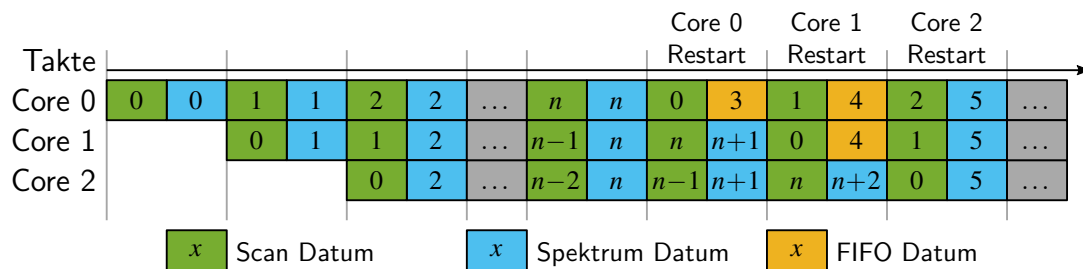 Core 0 Core 1 Core 2
Restart Restart Restart
Takte
Core 0 0 0 1 1 2 2 ... n n 0 3 1 4 2 5 ...
Core 1 0 1 1 2 ... n−1 n n n+1 0 4 1 5 ...
Core 2 0 2 ... n−2 n n−1 n+1 n n+2 0 5 ...
x Scan Datum x Spektrum Datum x FIFO Datum